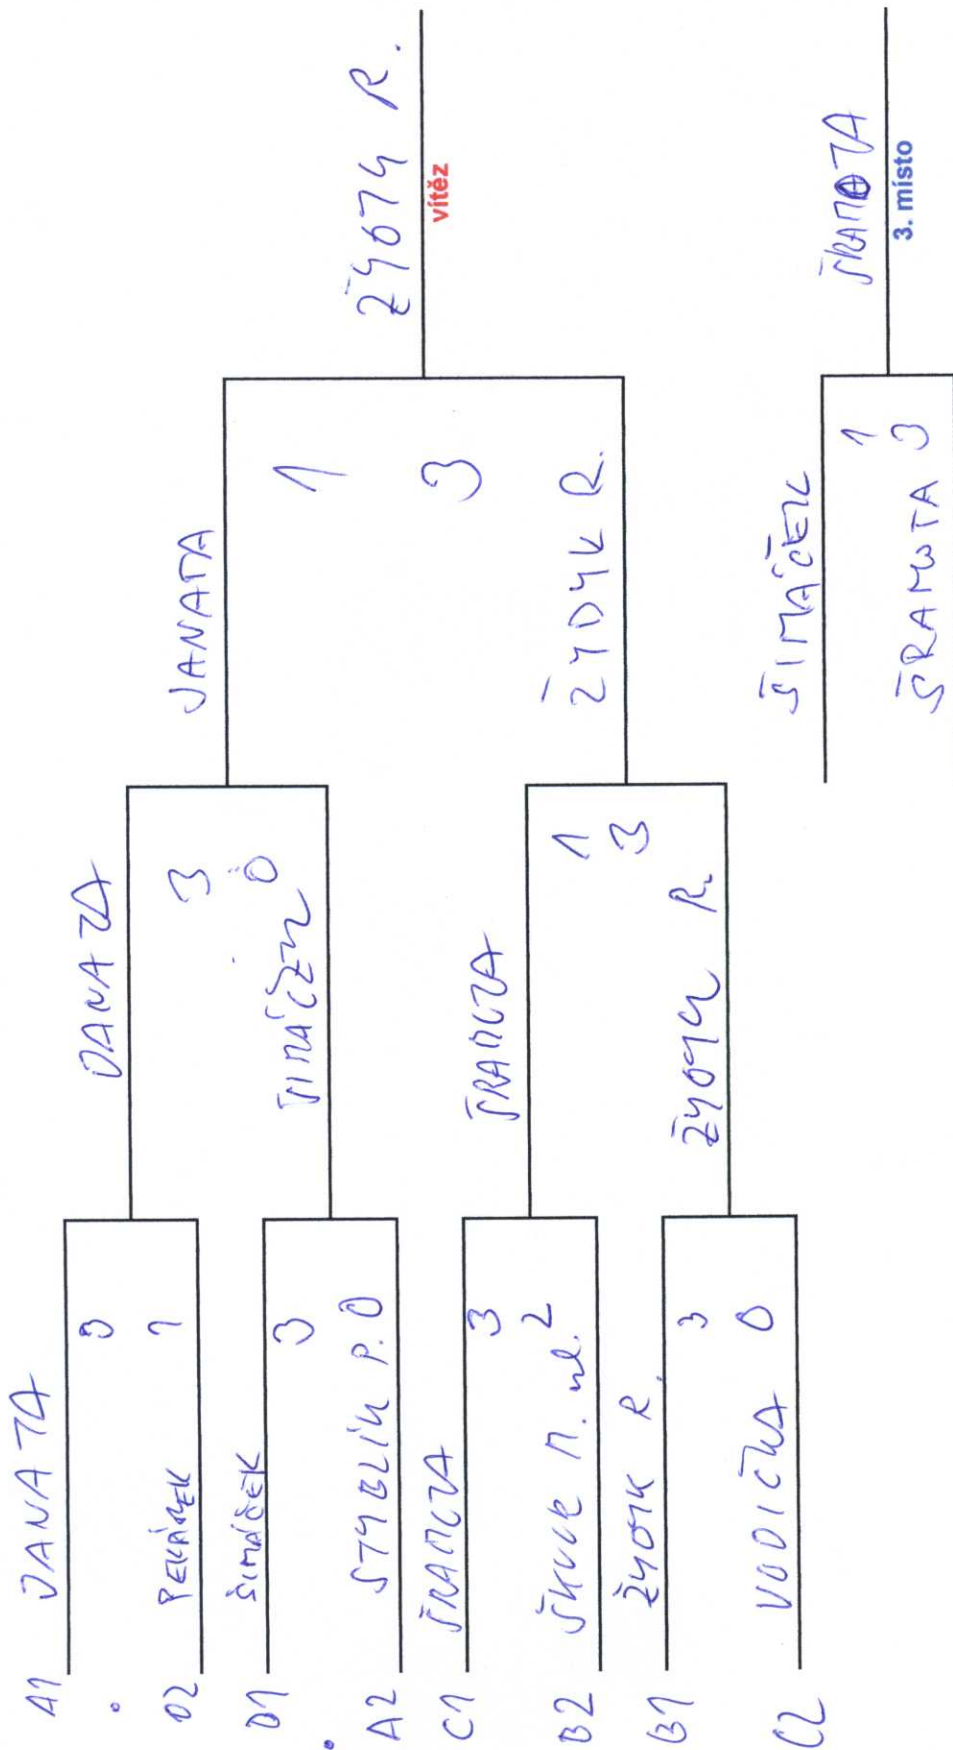 A1 JANATA
3
1
D2 PEKÁREK
D1 ŠIMÁČEK
3
A2 STYBLÍK P. 0
C1 ŠRAMOTA
3
B2 M. ml. 2
B1 ŽYDYK R.
3
C2 VODIČKA 0
JANATA
3
0
ŠIMÁČEK
ŠRAMOTA
1
3
ŽYDYK R.
JANATA
1
3
ŽYDYK R.
ŽYDYK R.
vítěz
ŠIMÁČEK
1
ŠRAMOTA 3
ŠRAMOTA
3. místo